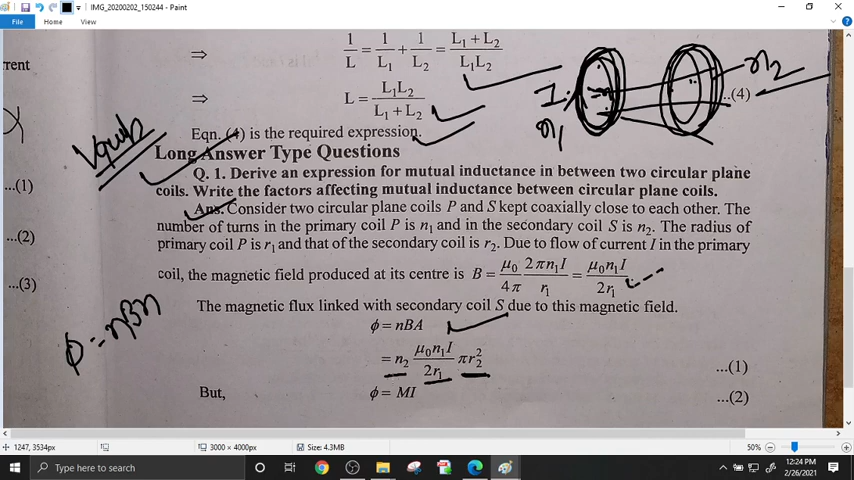 IMG_20200202_150244 - Paint
File Home View
rrent
⇒ 1/L = 1/L₁ + 1/L₂ = (L₁ + L₂)/(L₁L₂)
⇒ L = L₁L₂/(L₁ + L₂) ...(4)
I n₁ n₂
Eqn. (4) is the required expression.
Long Answer Type Questions
Q. 1. Derive an expression for mutual inductance in between two circular plane
coils. Write the factors affecting mutual inductance between circular plane coils.
...(1)
Ans. Consider two circular plane coils P and S kept coaxially close to each other. The
number of turns in the primary coil P is n₁ and in the secondary coil S is n₂. The radius of
...(2)
primary coil P is r₁ and that of the secondary coil is r₂. Due to flow of current I in the primary
coil, the magnetic field produced at its centre is B = μ₀/4π 2πn₁I/r₁ = μ₀n₁I/2r₁
...(3)
The magnetic flux linked with secondary coil S due to this magnetic field.
ϕ = nBA
= n₂ μ₀n₁I/2r₁ πr₂² ...(1)
But, ϕ = MI ...(2)
1247, 3534px 3000 × 4000px Size: 4.3MB 50%
Type here to search
12:24 PM
2/26/2021